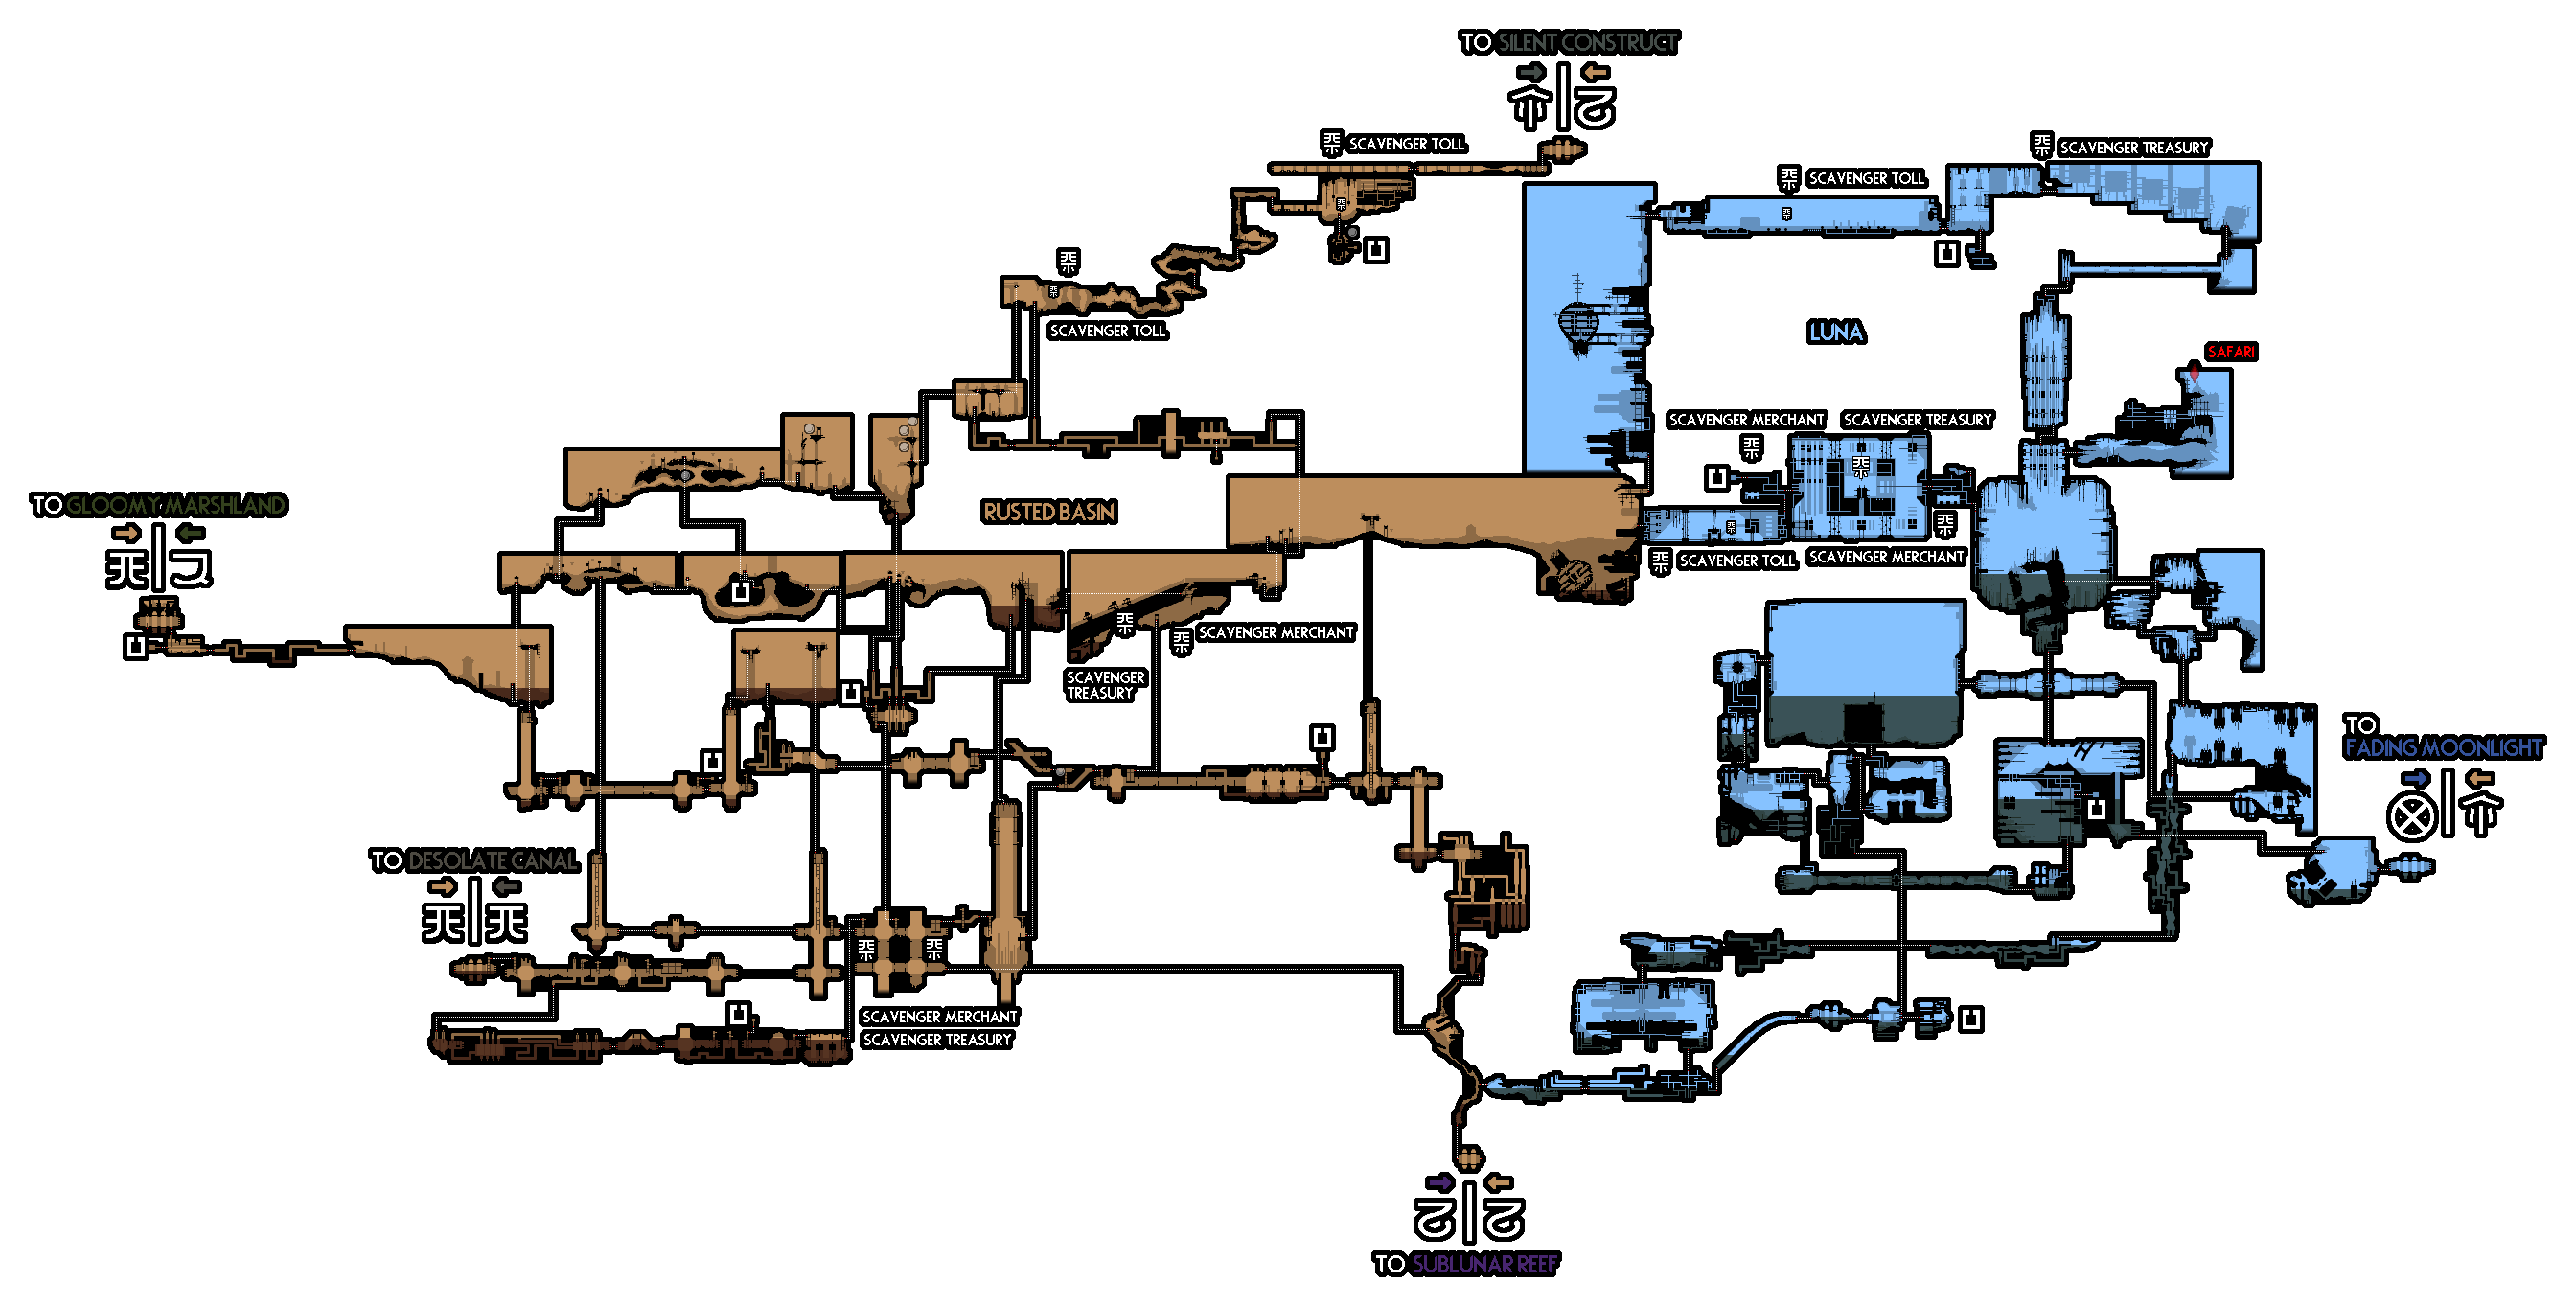 TO SILENT CONSTRUCT
SCAVENGER TOLL
SCAVENGER TREASURY
SCAVENGER TOLL
SCAVENGER TOLL
LUNA
SAFARI
SCAVENGER MERCHANT
SCAVENGER TREASURY
TO GLOOMY MARSHLAND
RUSTED BASIN
SCAVENGER TOLL
SCAVENGER MERCHANT
SCAVENGER MERCHANT
SCAVENGER
TREASURY
TO
FADING MOONLIGHT
TO DESOLATE CANAL
SCAVENGER MERCHANT
SCAVENGER TREASURY
TO SUBLUNAR REEF